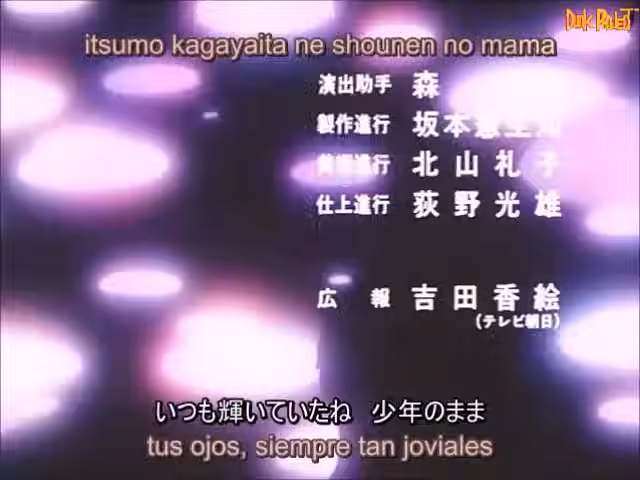 itsumo kagayaita ne shounen no mama
演出助手 森
製作進行 坂本
進行 北山礼子
仕上進行 荻野光雄
広 報 吉田香絵
(テレビ朝日)
いつも輝いていたね 少年のまま
tus ojos, siempre tan joviales